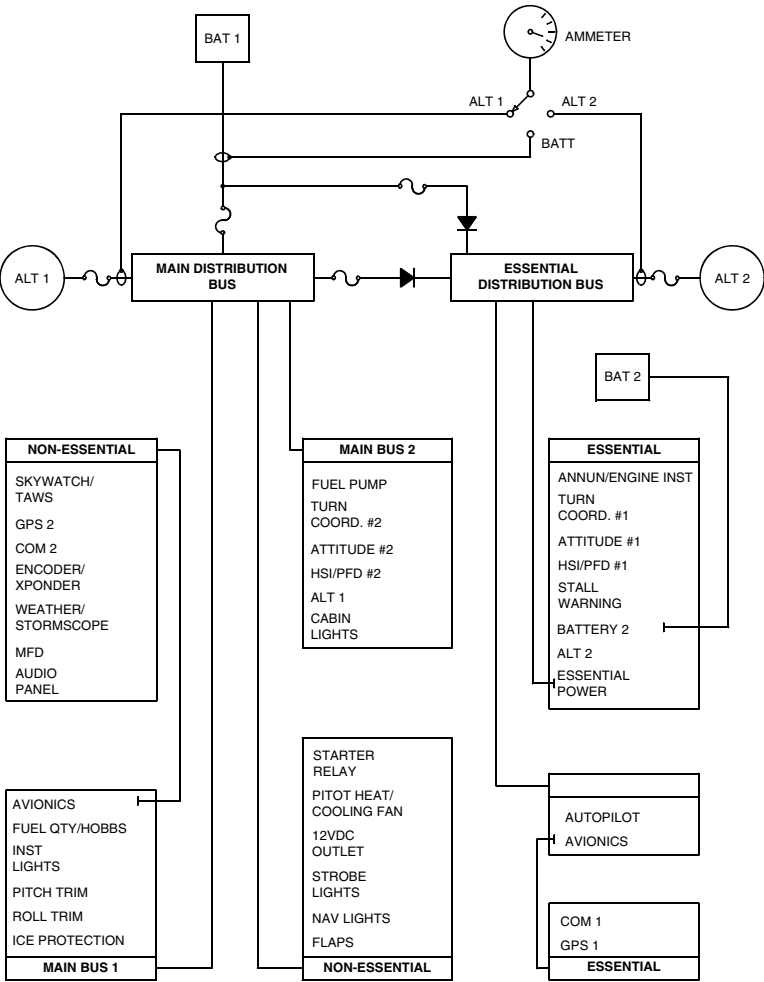 BAT 1
AMMETER
ALT 1
ALT 2
BATT
ALT 1
MAIN DISTRIBUTION
BUS
ESSENTIAL
DISTRIBUTION BUS
ALT 2
BAT 2
NON-ESSENTIAL
SKYWATCH/
TAWS
GPS 2
COM 2
ENCODER/
XPONDER
WEATHER/
STORMSCOPE
MFD
AUDIO
PANEL
MAIN BUS 2
FUEL PUMP
TURN
COORD. #2
ATTITUDE #2
HSI/PFD #2
ALT 1
CABIN
LIGHTS
ESSENTIAL
ANNUN/ENGINE INST
TURN
COORD. #1
ATTITUDE #1
HSI/PFD #1
STALL
WARNING
BATTERY 2
ALT 2
ESSENTIAL
POWER
AVIONICS
FUEL QTY/HOBBS
INST
LIGHTS
PITCH TRIM
ROLL TRIM
ICE PROTECTION
MAIN BUS 1
STARTER
RELAY
PITOT HEAT/
COOLING FAN
12VDC
OUTLET
STROBE
LIGHTS
NAV LIGHTS
FLAPS
NON-ESSENTIAL
AUTOPILOT
AVIONICS
COM 1
GPS 1
ESSENTIAL